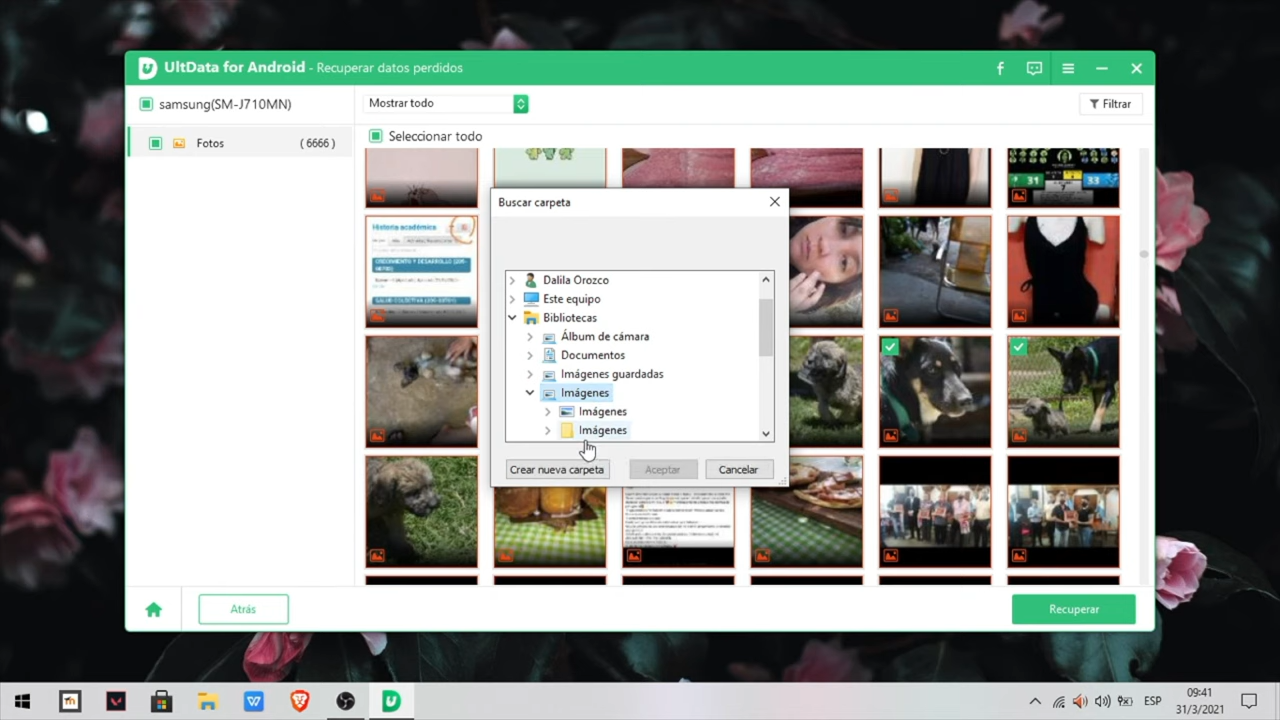 UltData for Android - Recuperar datos perdidos
samsung(SM-J710MN)
Mostrar todo
Filtrar
Fotos
( 6666 )
Seleccionar todo
31
33
Historia académica
Buscar carpeta
Dalila Orozco
Este equipo
Bibliotecas
Álbum de cámara
Documentos
Imágenes guardadas
Imágenes
Imágenes
Imágenes
Crear nueva carpeta
Aceptar
Cancelar
Atrás
Recuperar
ESP
09:41
31/3/2021